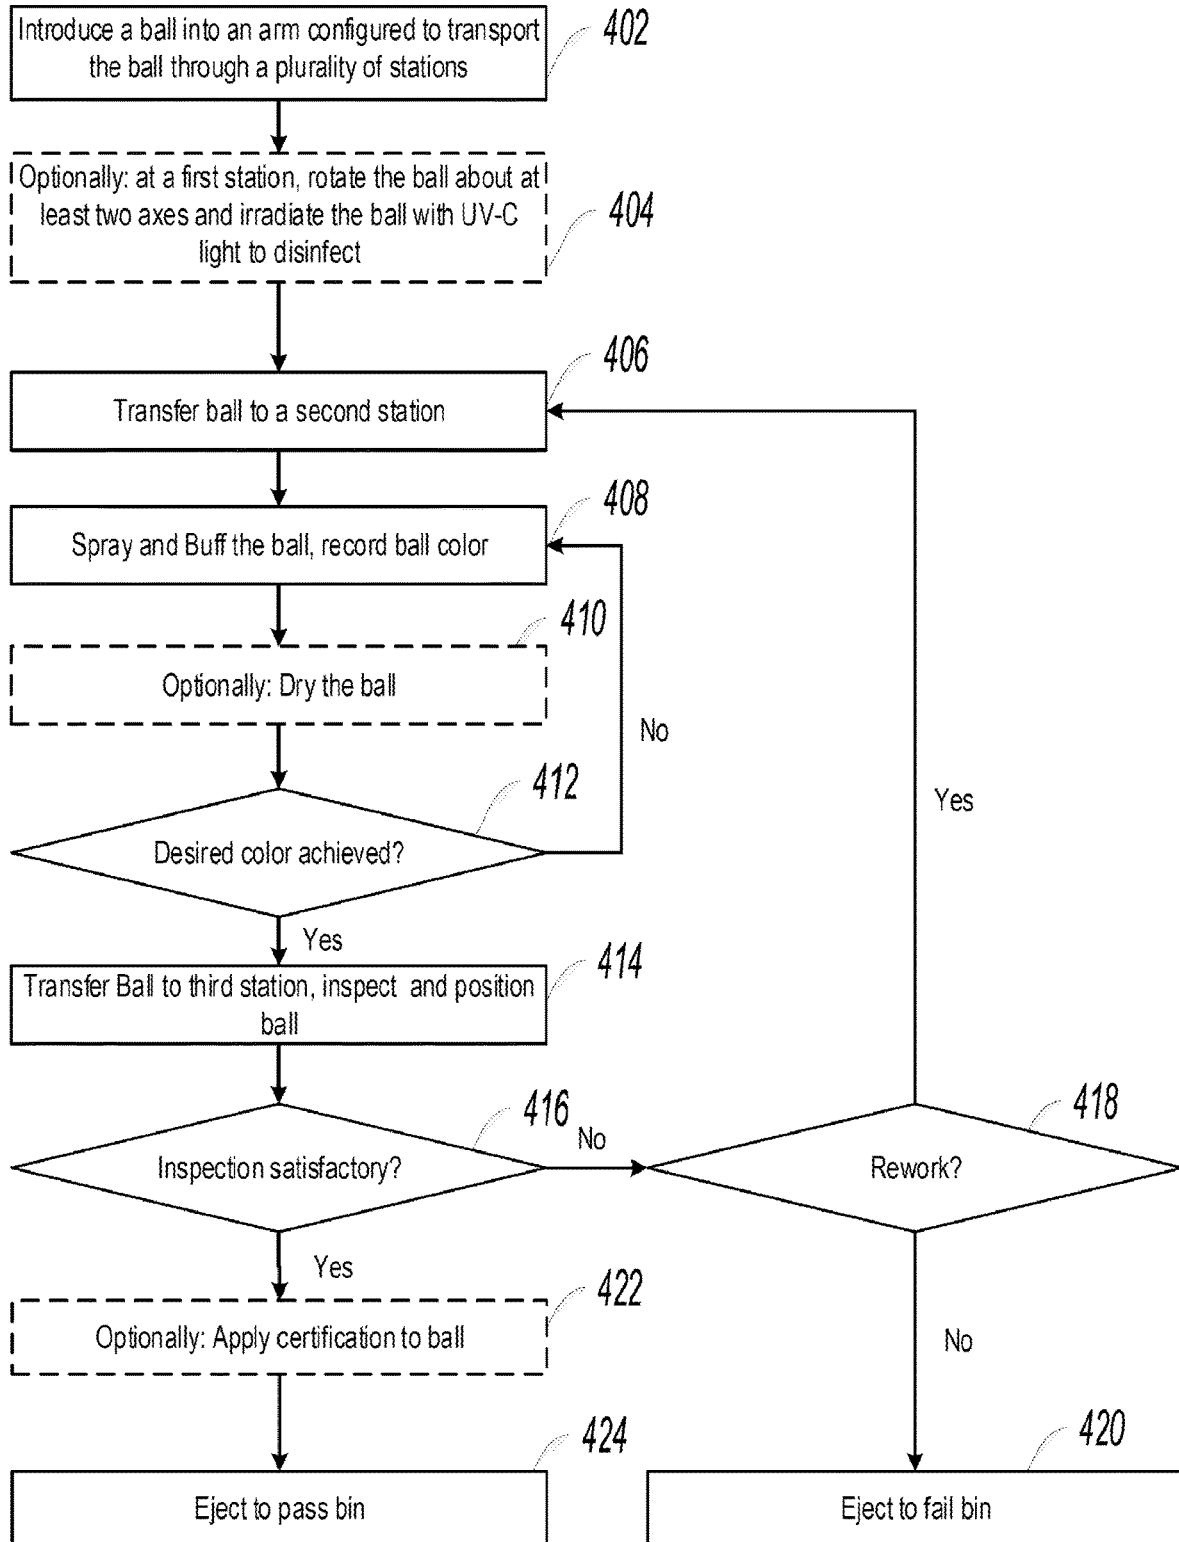 Introduce a ball into an arm configured to transport
the ball through a plurality of stations
402
Optionally: at a first station, rotate the ball about at
least two axes and irradiate the ball with UV-C
light to disinfect
404
Transfer ball to a second station
406
Spray and Buff the ball, record ball color
408
Optionally: Dry the ball
410
No
Yes
Desired color achieved?
412
Yes
Transfer Ball to third station, inspect and position
ball
414
Inspection satisfactory?
416
No
Rework?
418
Yes
No
Optionally: Apply certification to ball
422
Eject to pass bin
424
Eject to fail bin
420